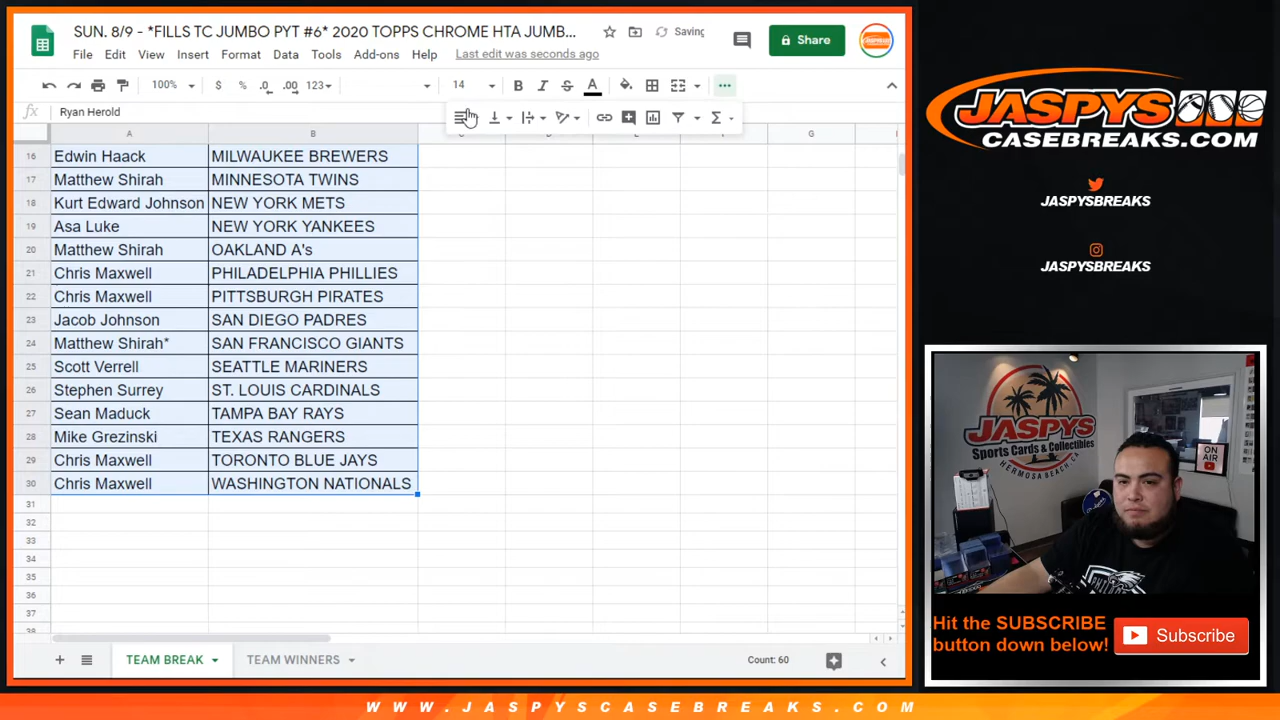 SUN. 8/9 - *FILLS TC JUMBO PYT #6* 2020 TOPPS CHROME HTA JUMB...
Saving
Share
File Edit View Insert Format Data Tools Add-ons Help Last edit was seconds ago
100% $ % .0 .00 123 14 B I S A
fx Ryan Herold
A B C D E F G
16 Edwin Haack MILWAUKEE BREWERS
17 Matthew Shirah MINNESOTA TWINS
18 Kurt Edward Johnson NEW YORK METS
19 Asa Luke NEW YORK YANKEES
20 Matthew Shirah OAKLAND A's
21 Chris Maxwell PHILADELPHIA PHILLIES
22 Chris Maxwell PITTSBURGH PIRATES
23 Jacob Johnson SAN DIEGO PADRES
24 Matthew Shirah* SAN FRANCISCO GIANTS
25 Scott Verrell SEATTLE MARINERS
26 Stephen Surrey ST. LOUIS CARDINALS
27 Sean Maduck TAMPA BAY RAYS
28 Mike Grezinski TEXAS RANGERS
29 Chris Maxwell TORONTO BLUE JAYS
30 Chris Maxwell WASHINGTON NATIONALS
31
32
33
34
35
36
37
38
TEAM BREAK TEAM WINNERS Count: 60
JASPYS
CASEBREAKS.COM
JASPYSBREAKS
JASPYSBREAKS
JASPYS
Sports Cards & Collectibles
HERMOSA BEACH, CA
ON AIR
Hit the SUBSCRIBE
button down below!
Subscribe
WWW.JASPYSCASEBREAKS.COM